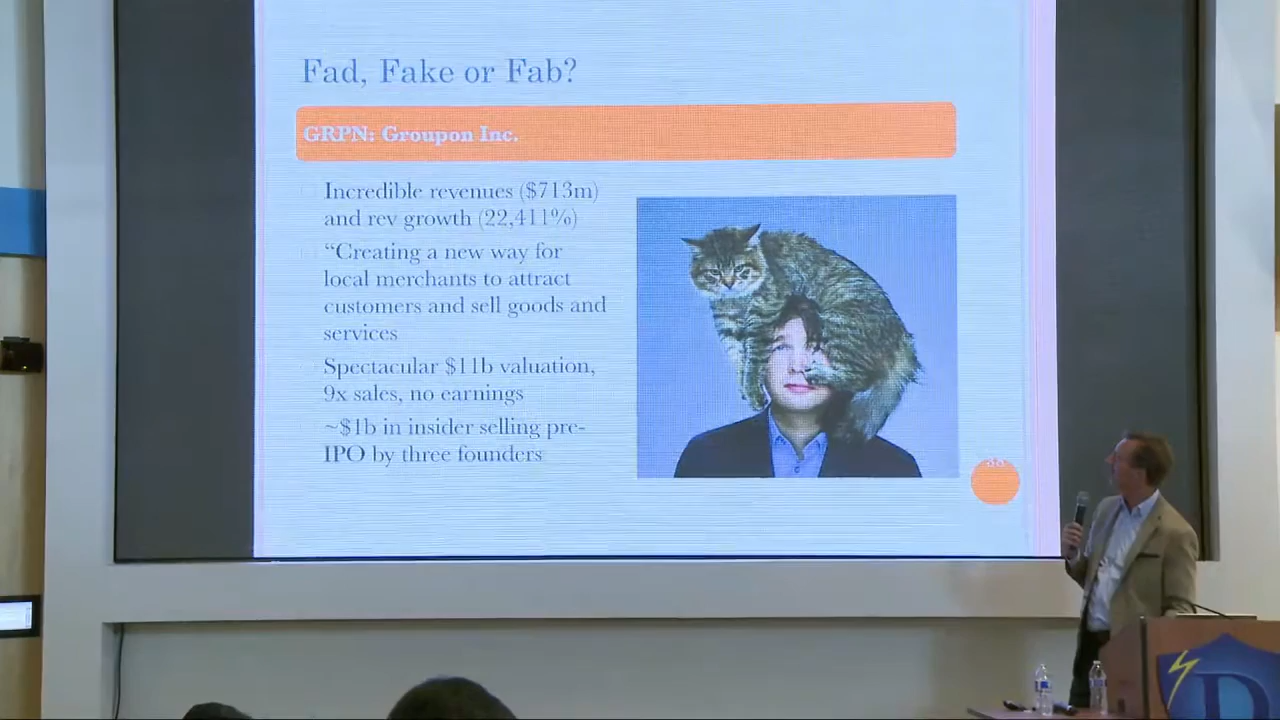 Fad, Fake or Fab?
GRPN: Groupon Inc.
Incredible revenues ($713m)
and rev growth (22,411%)
“Creating a new way for
local merchants to attract
customers and sell goods and
services
Spectacular $11b valuation,
9x sales, no earnings
~$1b in insider selling pre-
IPO by three founders
D